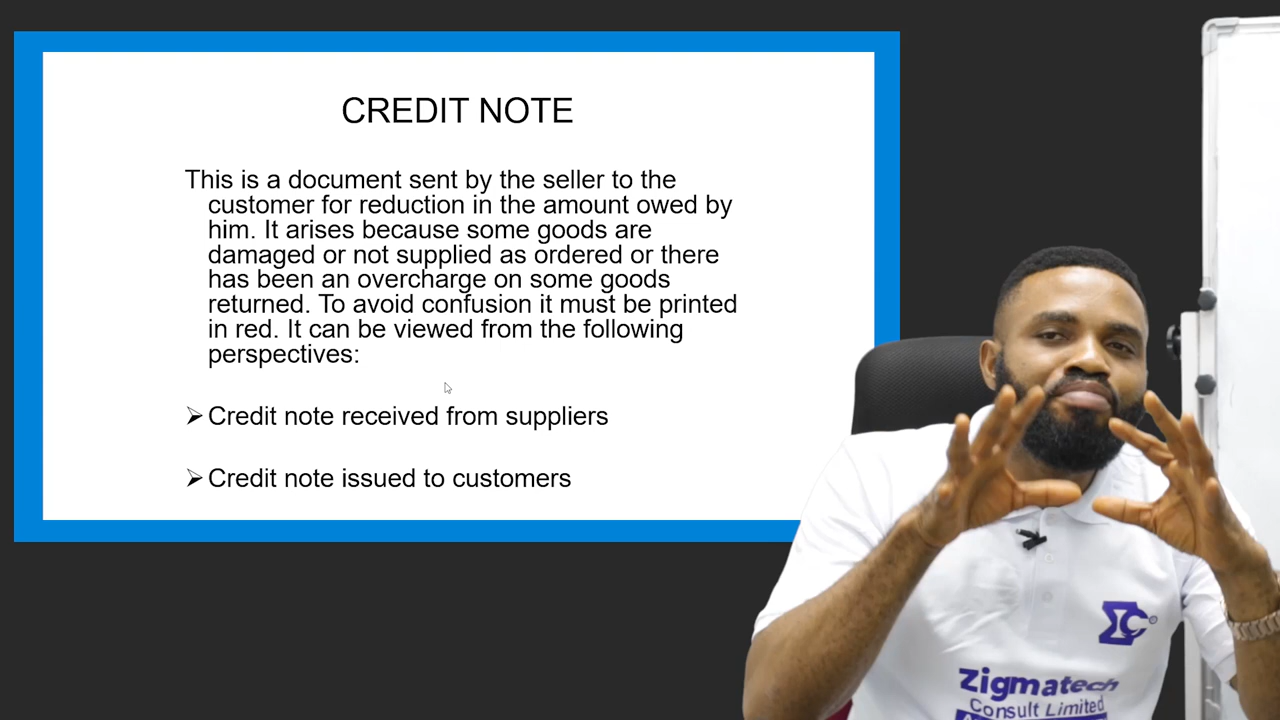 CREDIT NOTE
This is a document sent by the seller to the
customer for reduction in the amount owed by
him. It arises because some goods are
damaged or not supplied as ordered or there
has been an overcharge on some goods
returned. To avoid confusion it must be printed
in red. It can be viewed from the following
perspectives:
➢ Credit note received from suppliers
➢ Credit note issued to customers
Zigmatech
Consult Limited